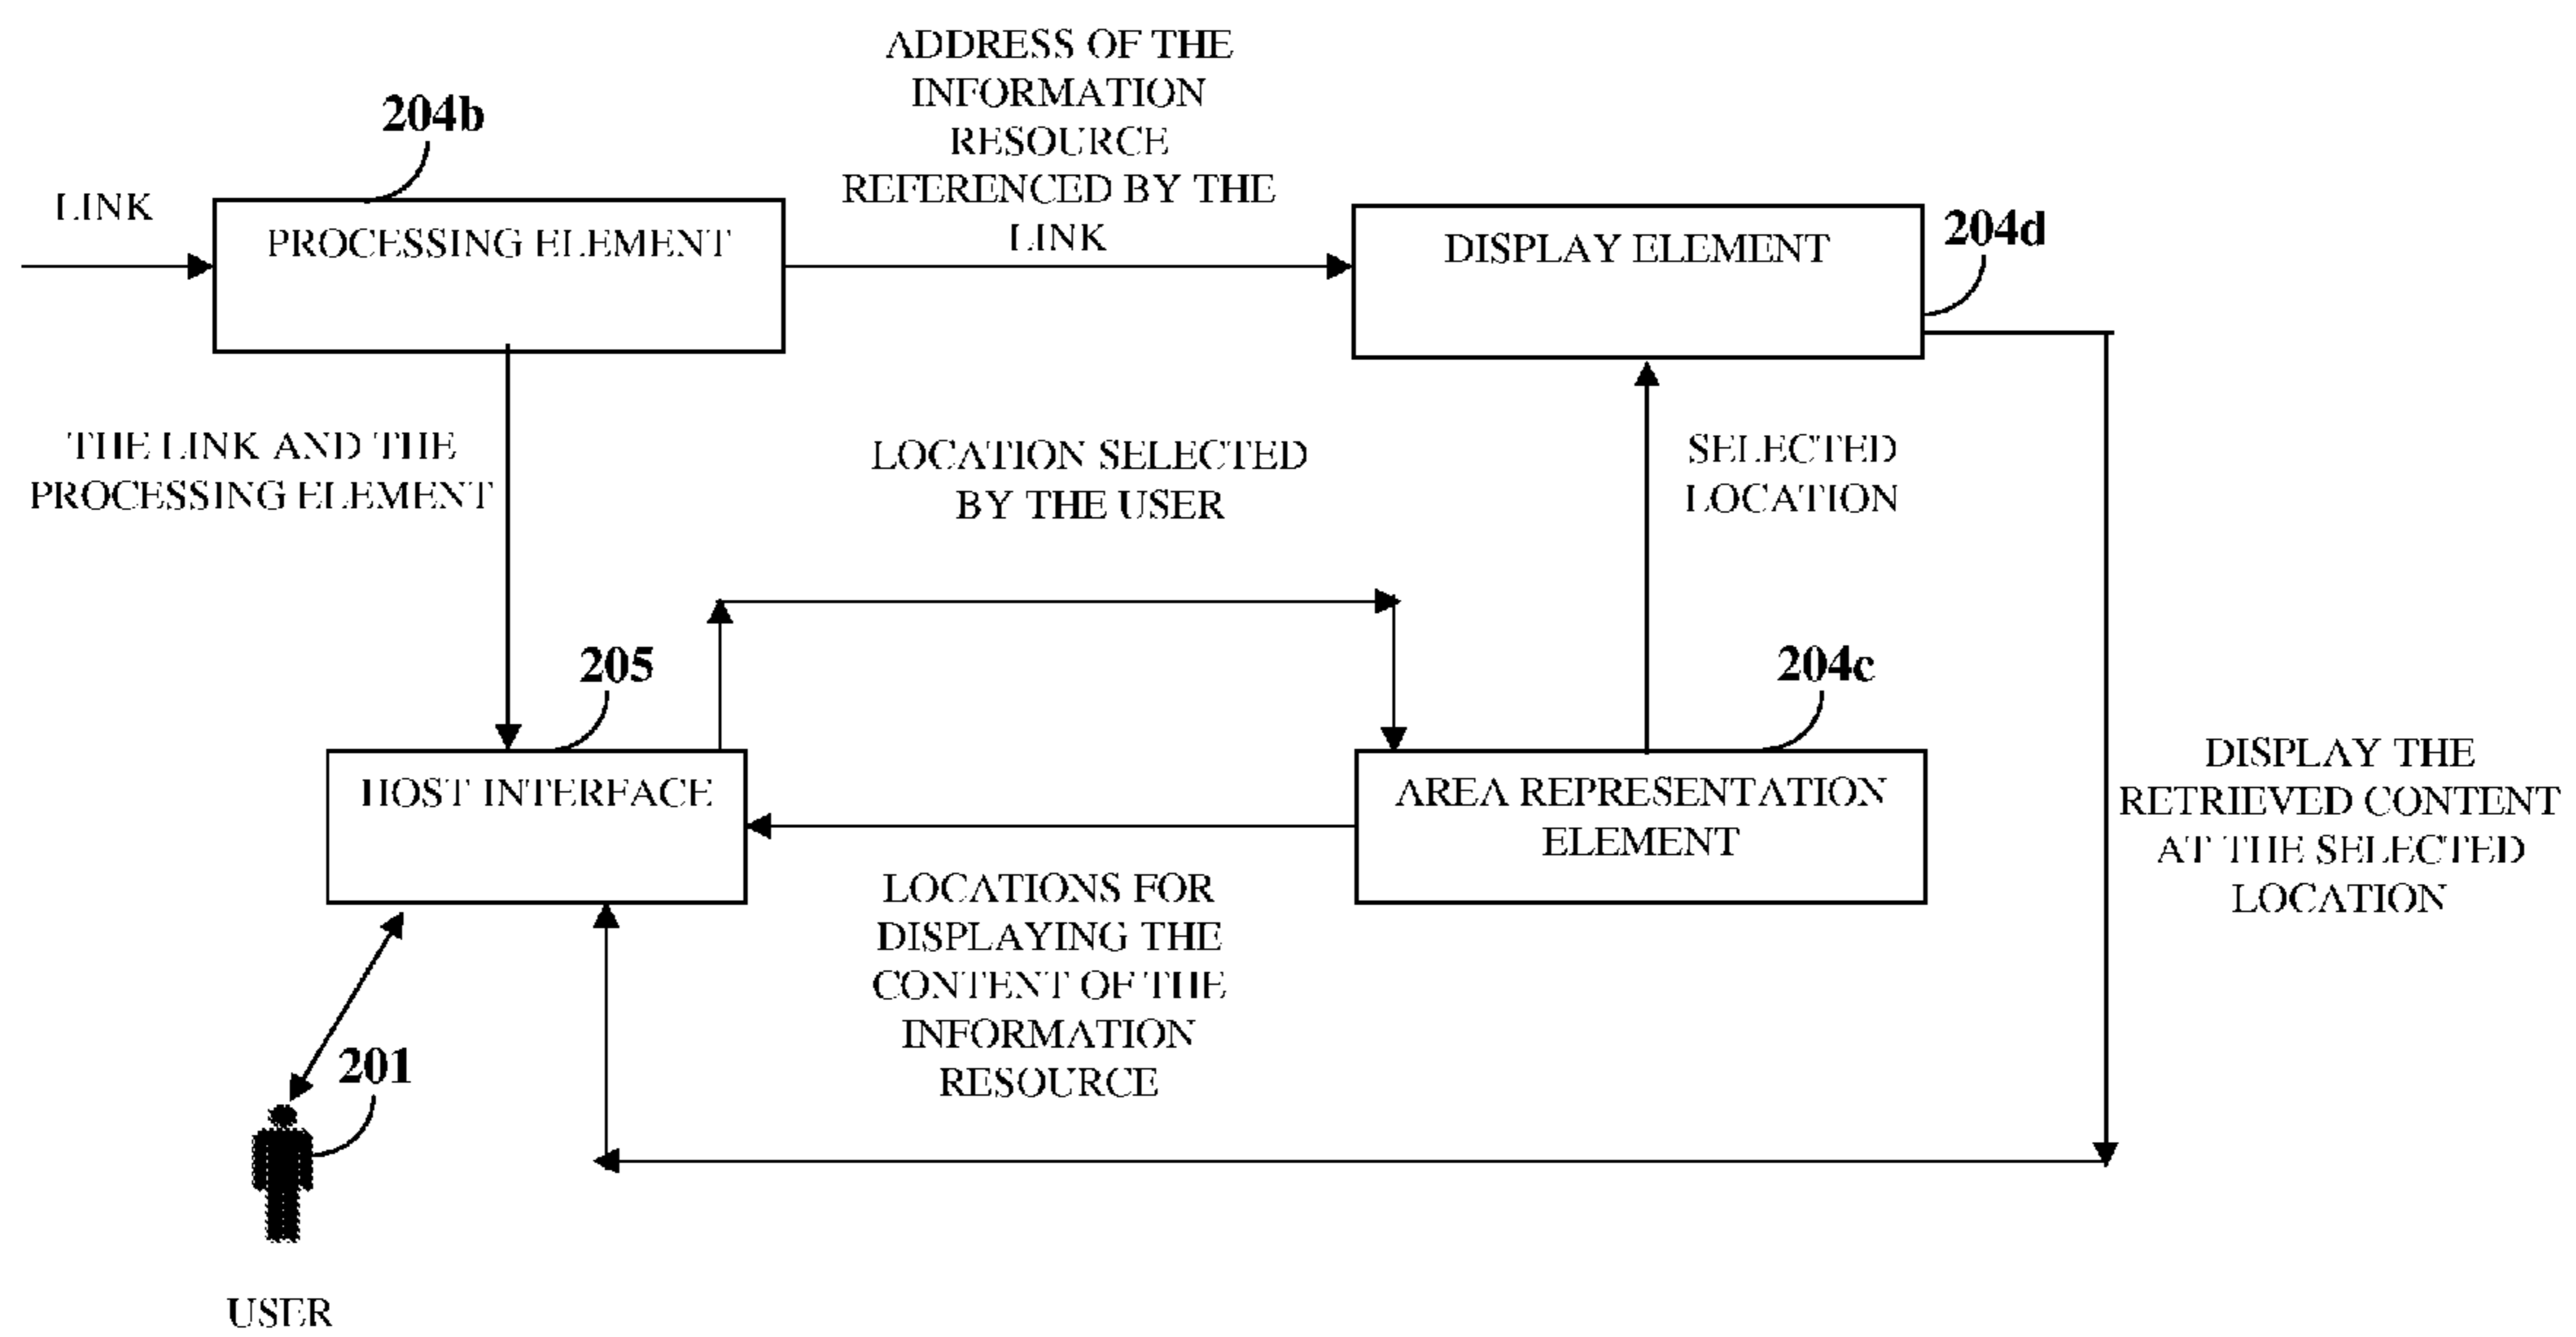 ADDRESS OF THE
INFORMATION
RESOURCE
REFERENCED BY THE
LINK
204b
LINK
PROCESSING ELEMENT
DISPLAY ELEMENT
204d
THE LINK AND THE
PROCESSING ELEMENT
LOCATION SELECTED
BY THE USER
SELECTED
LOCATION
205
204c
HOST INTERFACE
AREA REPRESENTATION
ELEMENT
DISPLAY THE
RETRIEVED CONTENT
AT THE SELECTED
LOCATION
LOCATIONS FOR
DISPLAYING THE
CONTENT OF THE
INFORMATION
RESOURCE
201
USER